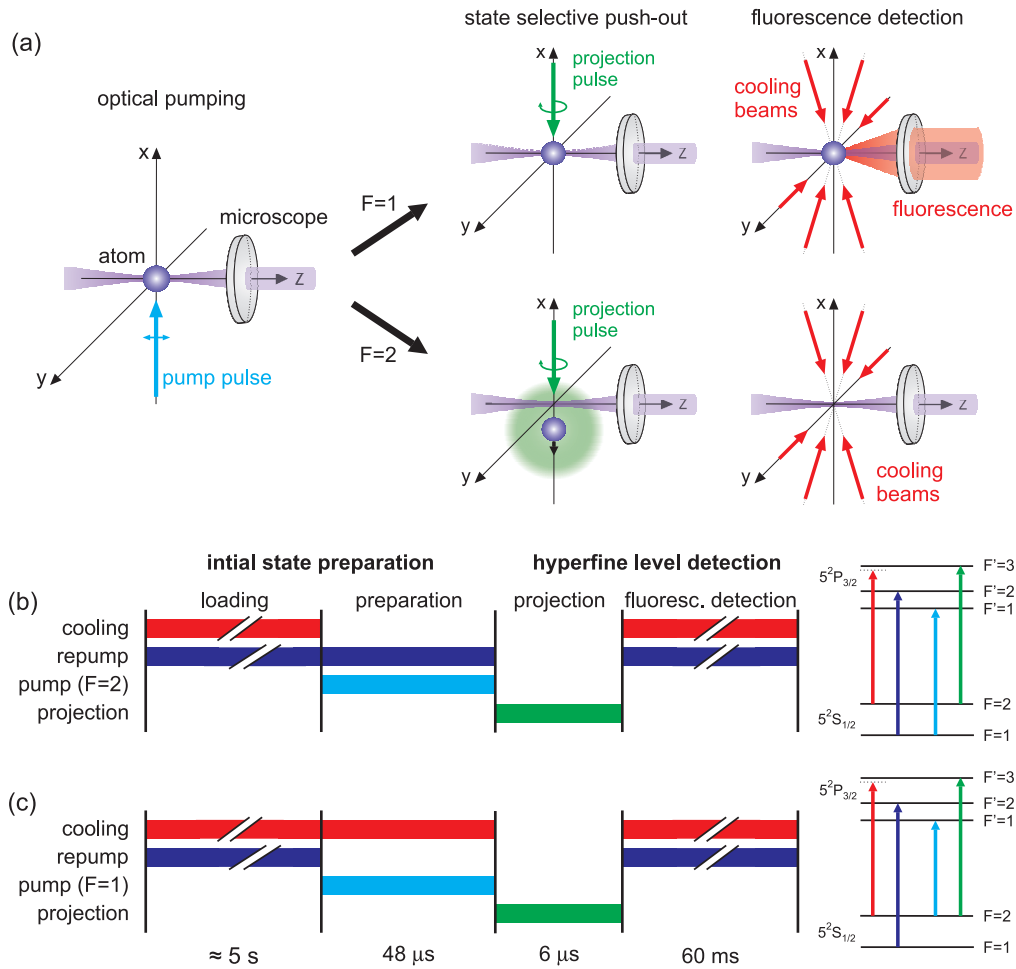 (a)
optical pumping
x
microscope
atom
z
y
pump pulse
F=1
F=2
state selective push-out
x
projection
pulse
z
y
x
projection
pulse
z
y
fluorescence detection
x
cooling
beams
z
fluorescence
y
x
z
y
cooling
beams
intial state preparation
hyperfine level detection
(b)
loading
preparation
projection
fluoresc. detection
cooling
repump
pump (F=2)
projection
5²P3/2
F'=3
F'=2
F'=1
5²S1/2
F=2
F=1
(c)
cooling
repump
pump (F=1)
projection
≈ 5 s
48 μs
6 μs
60 ms
5²P3/2
F'=3
F'=2
F'=1
5²S1/2
F=2
F=1